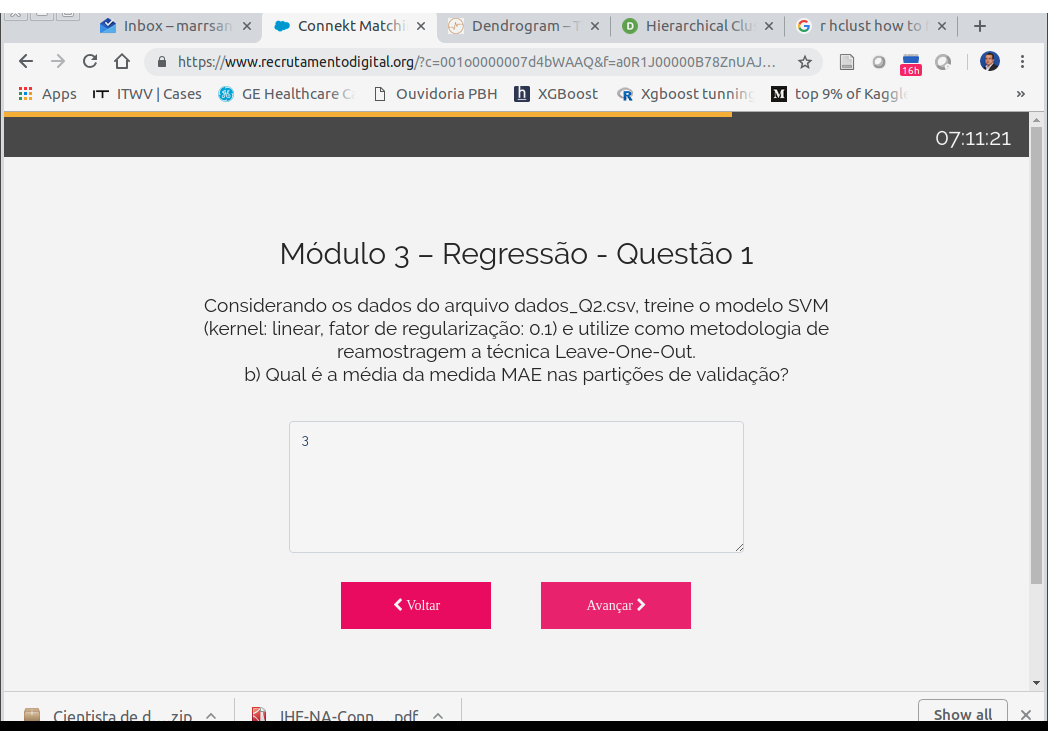 Inbox – marrsan
Connekt Matchi
Dendrogram – T
Hierarchical Clu
r hclust how to
https://www.recrutamentodigital.org/?c=001o0000007d4bWAAQ&f=a0R1J00000B78ZnUAJ...
16h
Apps
ITWV | Cases
GE Healthcare Ca
Ouvidoria PBH
XGBoost
Xgboost tunning
top 9% of Kaggle
»
07:11:21
Módulo 3 – Regressão - Questão 1
Considerando os dados do arquivo dados_Q2.csv, treine o modelo SVM
(kernel: linear, fator de regularização: 0.1) e utilize como metodologia de
reamostragem a técnica Leave-One-Out.
b) Qual é a média da medida MAE nas partições de validação?
3
Voltar
Avançar
Cientista de d....zip
IHE-NA-Conn....pdf
Show all